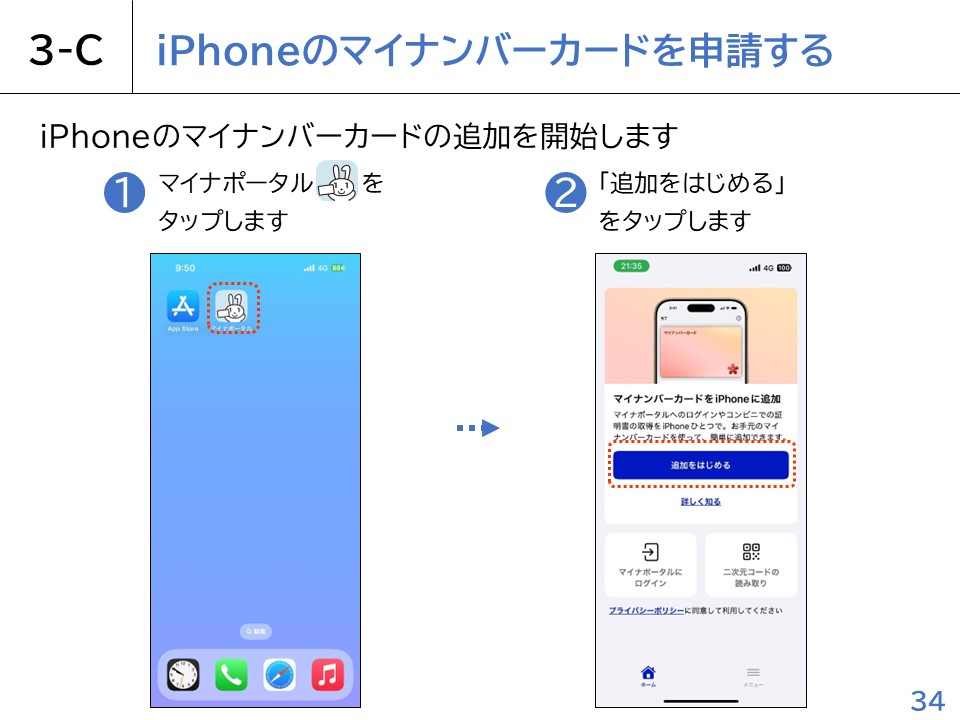 3-C
iPhoneのマイナンバーカードを申請する
iPhoneのマイナンバーカードの追加を開始します
1
マイナポータル を
タップします
2
「追加をはじめる」
をタップします
9:50
4G 88
App Store
マイナポータル
検索
21:35
4G 100
9:41
完了
マイナンバーカード
マイナンバーカードをiPhoneに追加
マイナポータルへのログインやコンビニでの証
明書の取得をiPhoneひとつで。お手元のマイ
ナンバーカードを使って、簡単に追加できます。
追加をはじめる
詳しく知る
マイナポータルに
ログイン
二次元コードの
読み取り
プライバシーポリシーに同意して利用してください
ホーム
メニュー
34